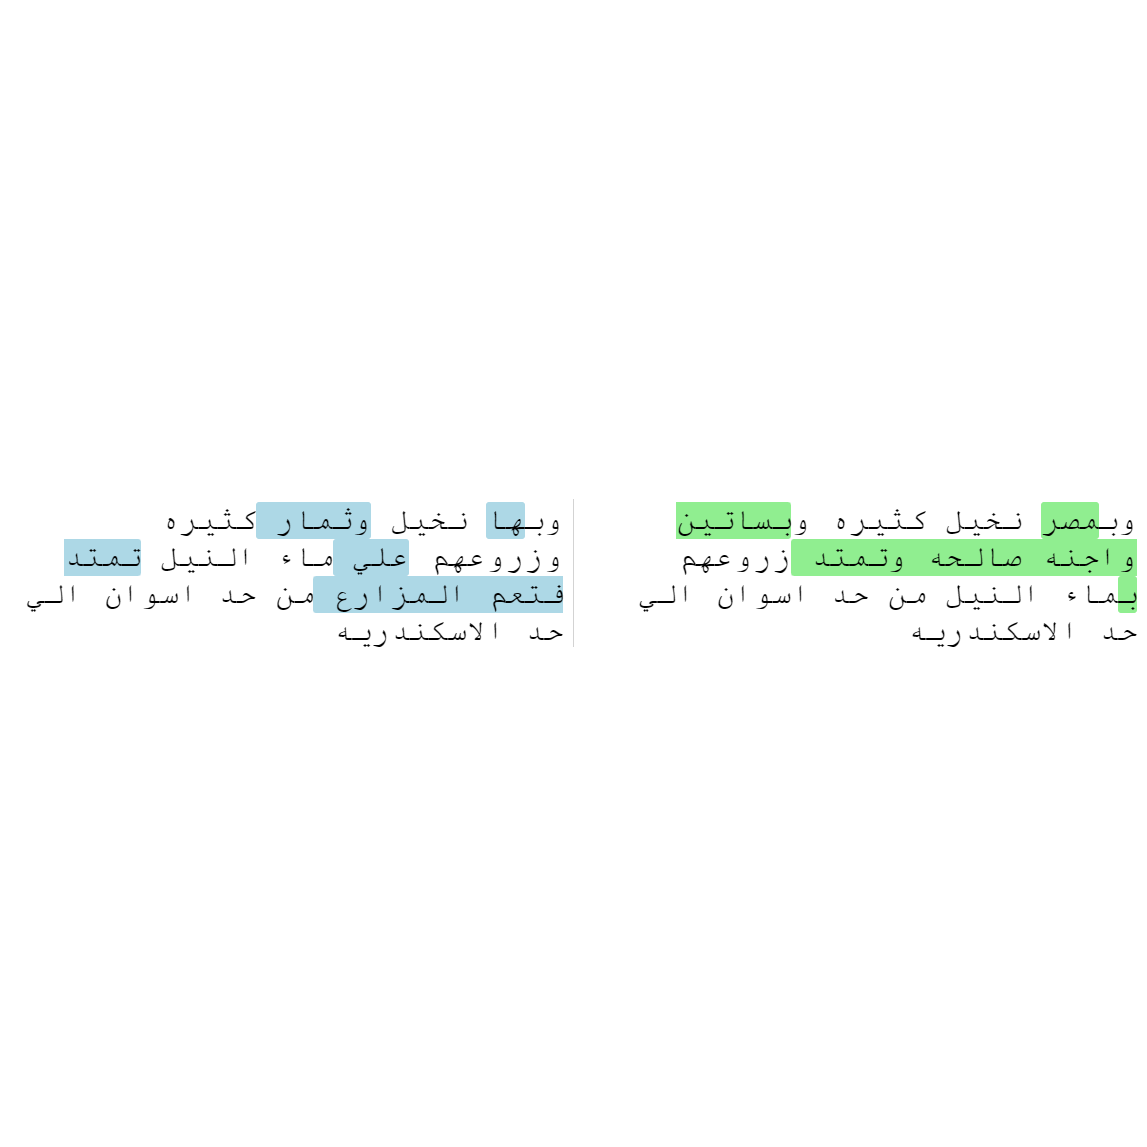 وبمصر نخيل كثيره وبساتين
واجنه صالحه وتمتد زروعهم
بماء النيل من حد اسوان الي
حد الاسكندريه
وبها نخيل وثمار كثيره
وزروعهم علي ماء النيل تمتد
فتعم المزارع من حد اسوان الي
حد الاسكندريه